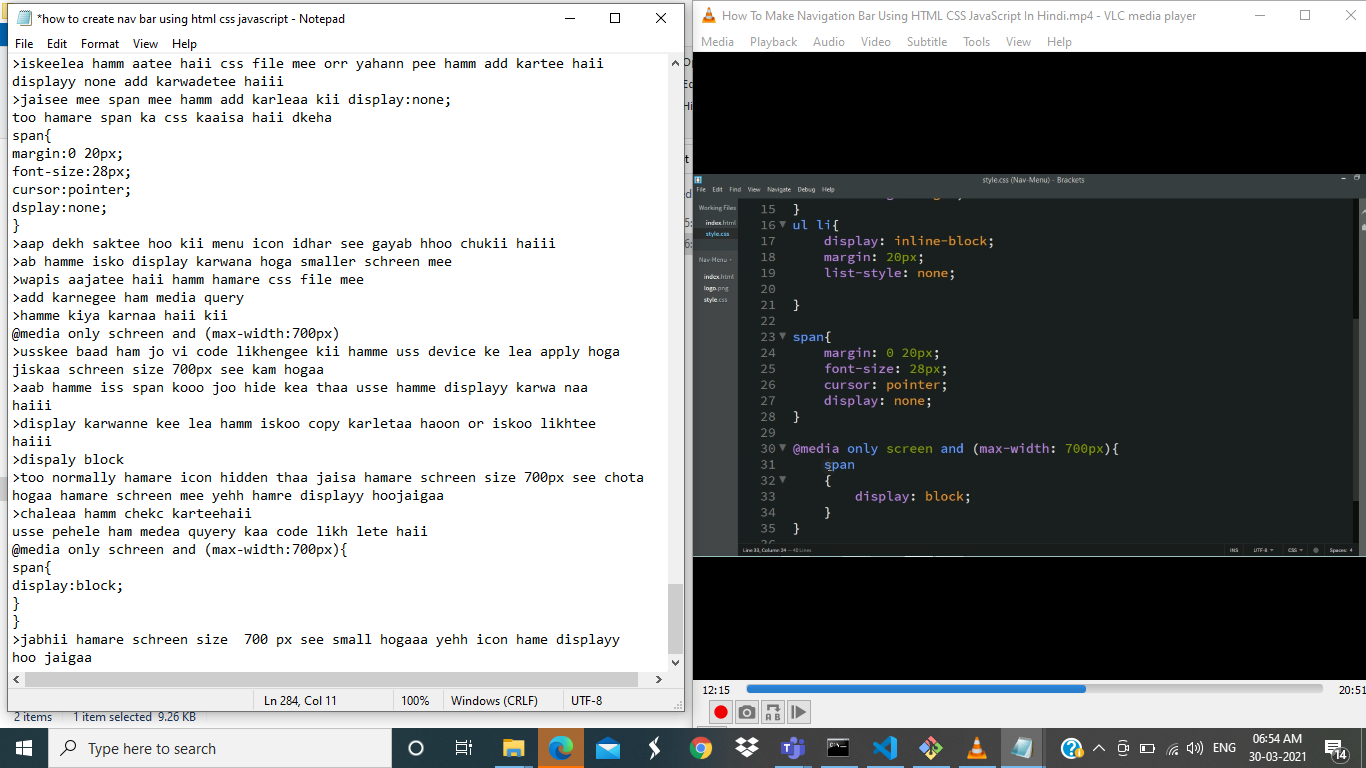 *how to create nav bar using html css javascript - Notepad
File Edit Format View Help
>iskeelea hamm aatee haii css file mee orr yahann pee hamm add kartee haii
displayy none add karwadetee haiii
>jaisee mee span mee hamm add karleaa kii display:none;
too hamare span ka css kaaisa haii dkeha
span{
margin:0 20px;
font-size:28px;
cursor:pointer;
dsplay:none;
}
>aap dekh saktee hoo kii menu icon idhar see gayab hhoo chukii haiii
>ab hamme isko display karwana hoga smaller schreen mee
>wapis aajatee haii hamm hamare css file mee
>add karnegee ham media query
>hamme kiya karnaa haii kii
@media only schreen and (max-width:700px)
>usskee baad ham jo vi code likhengee kii hamme uss device ke lea apply hoga
jiskaa schreen size 700px see kam hogaa
>aab hamme iss span kooo joo hide kea thaa usse hamme displayy karwa naa
haiii
>display karwanne kee lea hamm iskoo copy karletaa haoon or iskoo likhtee
haiii
>dispaly block
>too normally hamare icon hidden thaa jaisa hamare schreen size 700px see chota
hogaa hamare schreen mee yehh hamre displayy hoojaigaa
>chaleaa hamm chekc karteehaii
usse pehele ham medea quyery kaa code likh lete haii
@media only schreen and (max-width:700px){
span{
display:block;
}
}
>jabhii hamare schreen size  700 px see small hogaaa yehh icon hame displayy
hoo jaigaa
Ln 284, Col 11 100% Windows (CRLF) UTF-8
2 items 1 item selected 9.26 KB
How To Make Navigation Bar Using HTML CSS JavaScript In Hindi.mp4 - VLC media player
Media Playback Audio Video Subtitle Tools View Help
style.css (Nav-Menu) - Brackets
File Edit Find View Navigate Debug Help
Working Files
index.html
style.css
Nav-Menu
index.html
logo.png
style.css
15 }
16 ul li{
17 display: inline-block;
18 margin: 20px;
19 list-style: none;
20
21 }
22
23 span{
24 margin: 0 20px;
25 font-size: 28px;
26 cursor: pointer;
27 display: none;
28 }
29
30 @media only screen and (max-width: 700px){
31 span
32 {
33 display: block;
34 }
35 }
INS UTF-8 CSS Spaces: 4
12:15 20:51
Type here to search
ENG 06:54 AM
30-03-2021
14